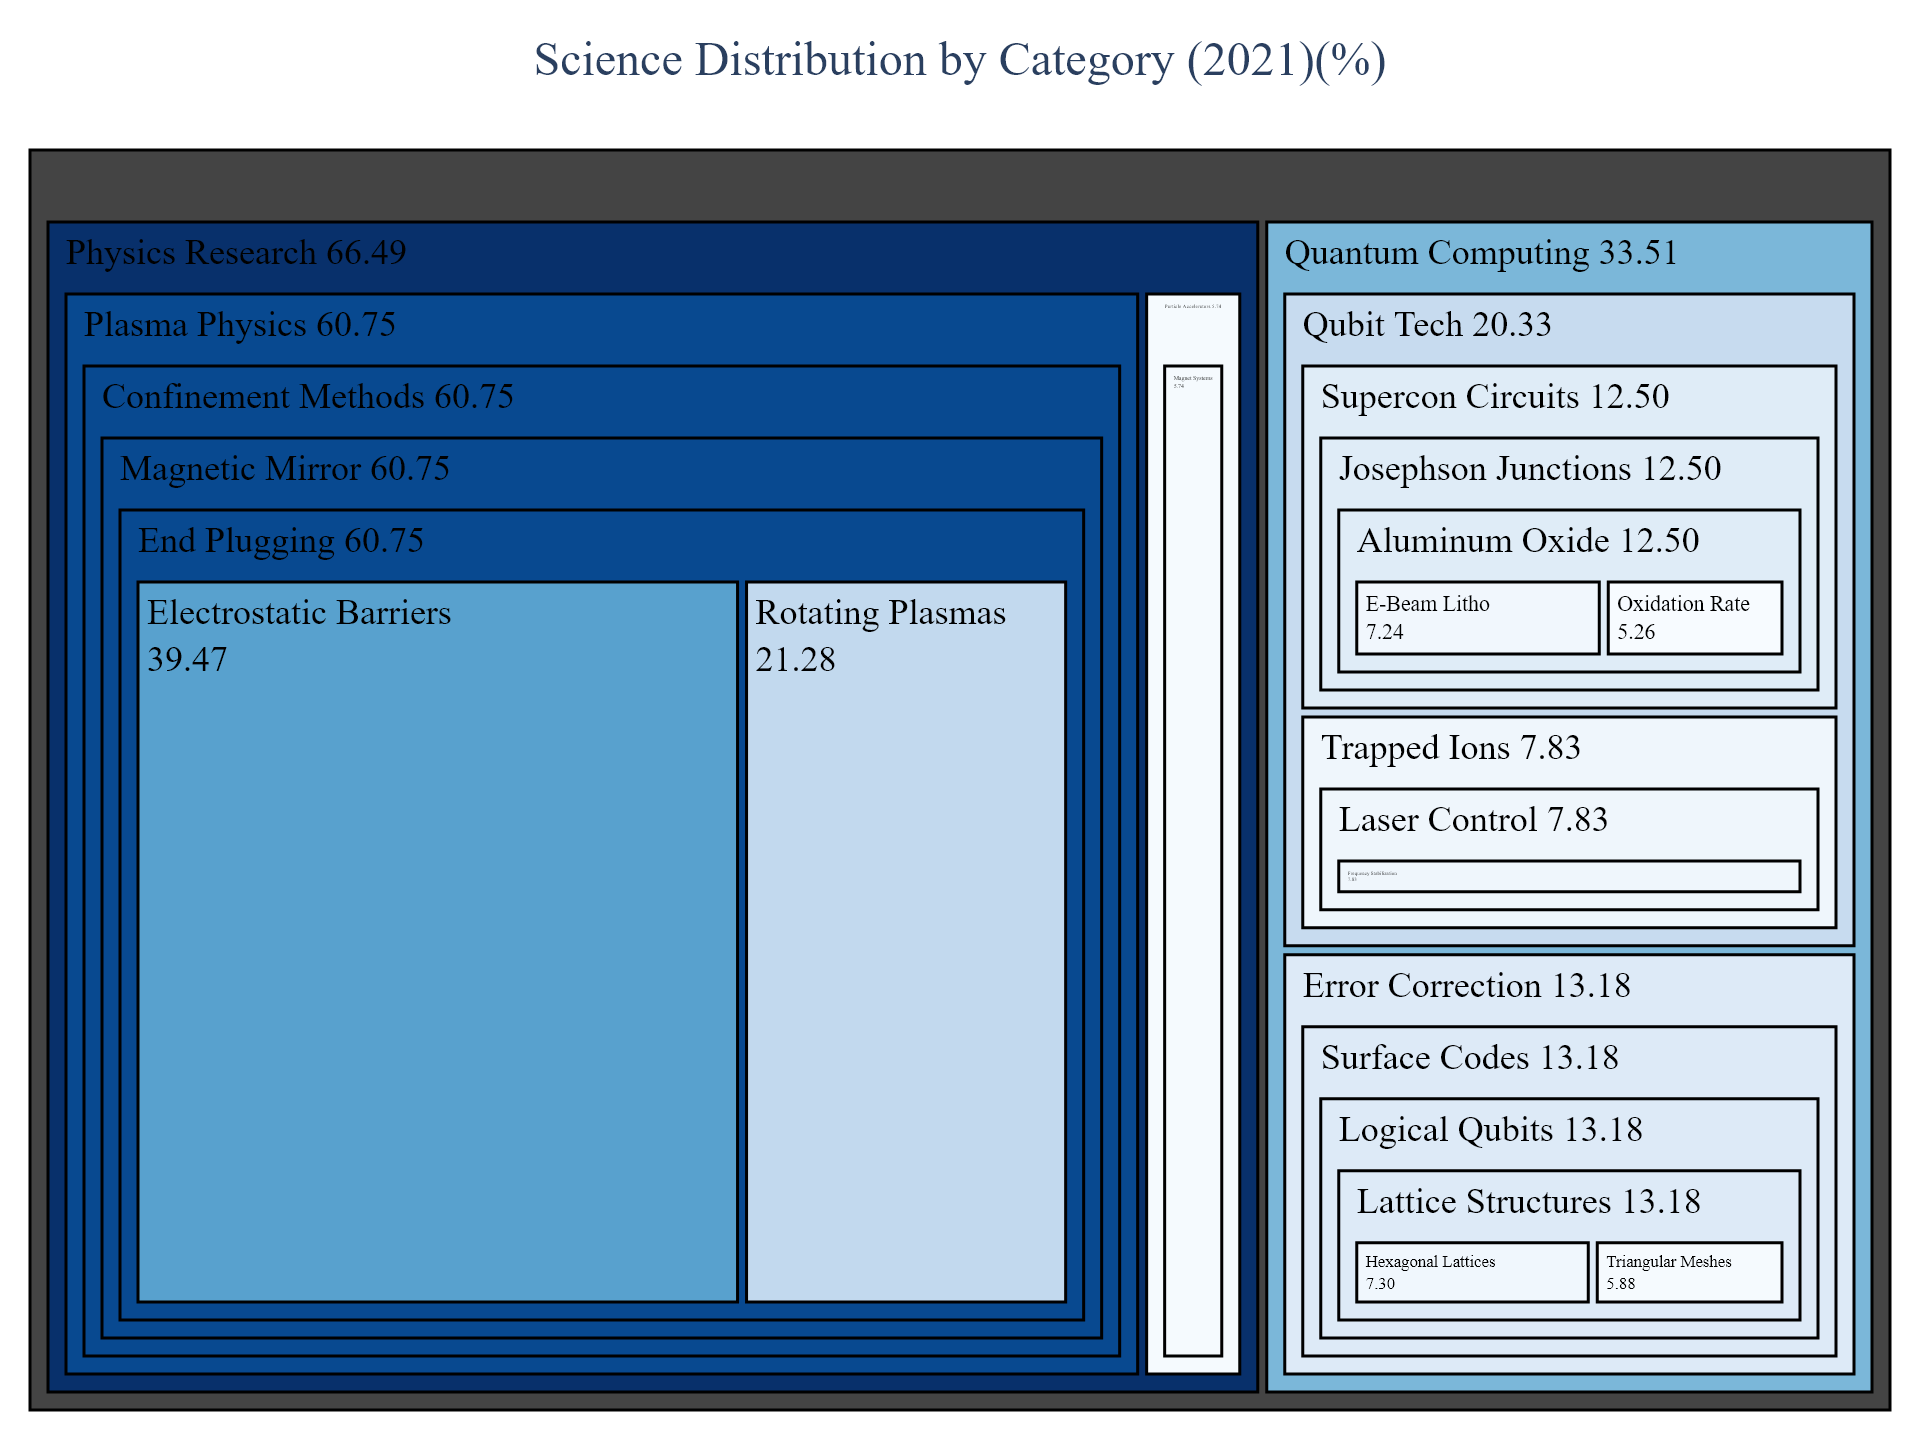 Science Distribution by Category (2021)(%)
Physics Research 66.49
Plasma Physics 60.75
Confinement Methods 60.75
Magnetic Mirror 60.75
End Plugging 60.75
Electrostatic Barriers
39.47
Rotating Plasmas
21.28
Particle Accelerators 5.74
Magnet Systems
5.74
Quantum Computing 33.51
Qubit Tech 20.33
Supercon Circuits 12.50
Josephson Junctions 12.50
Aluminum Oxide 12.50
E-Beam Litho
7.24
Oxidation Rate
5.26
Trapped Ions 7.83
Laser Control 7.83
Frequency Stabilization
7.83
Error Correction 13.18
Surface Codes 13.18
Logical Qubits 13.18
Lattice Structures 13.18
Hexagonal Lattices
7.30
Triangular Meshes
5.88